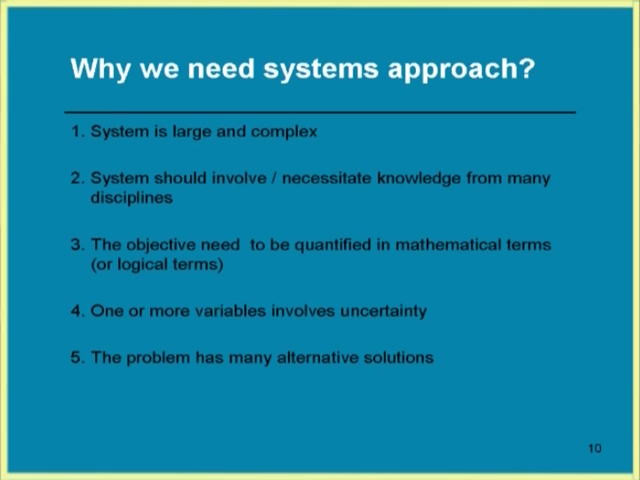 Why we need systems approach?
1. System is large and complex
2. System should involve / necessitate knowledge from many
disciplines
3. The objective need to be quantified in mathematical terms
(or logical terms)
4. One or more variables involves uncertainty
5. The problem has many alternative solutions
10